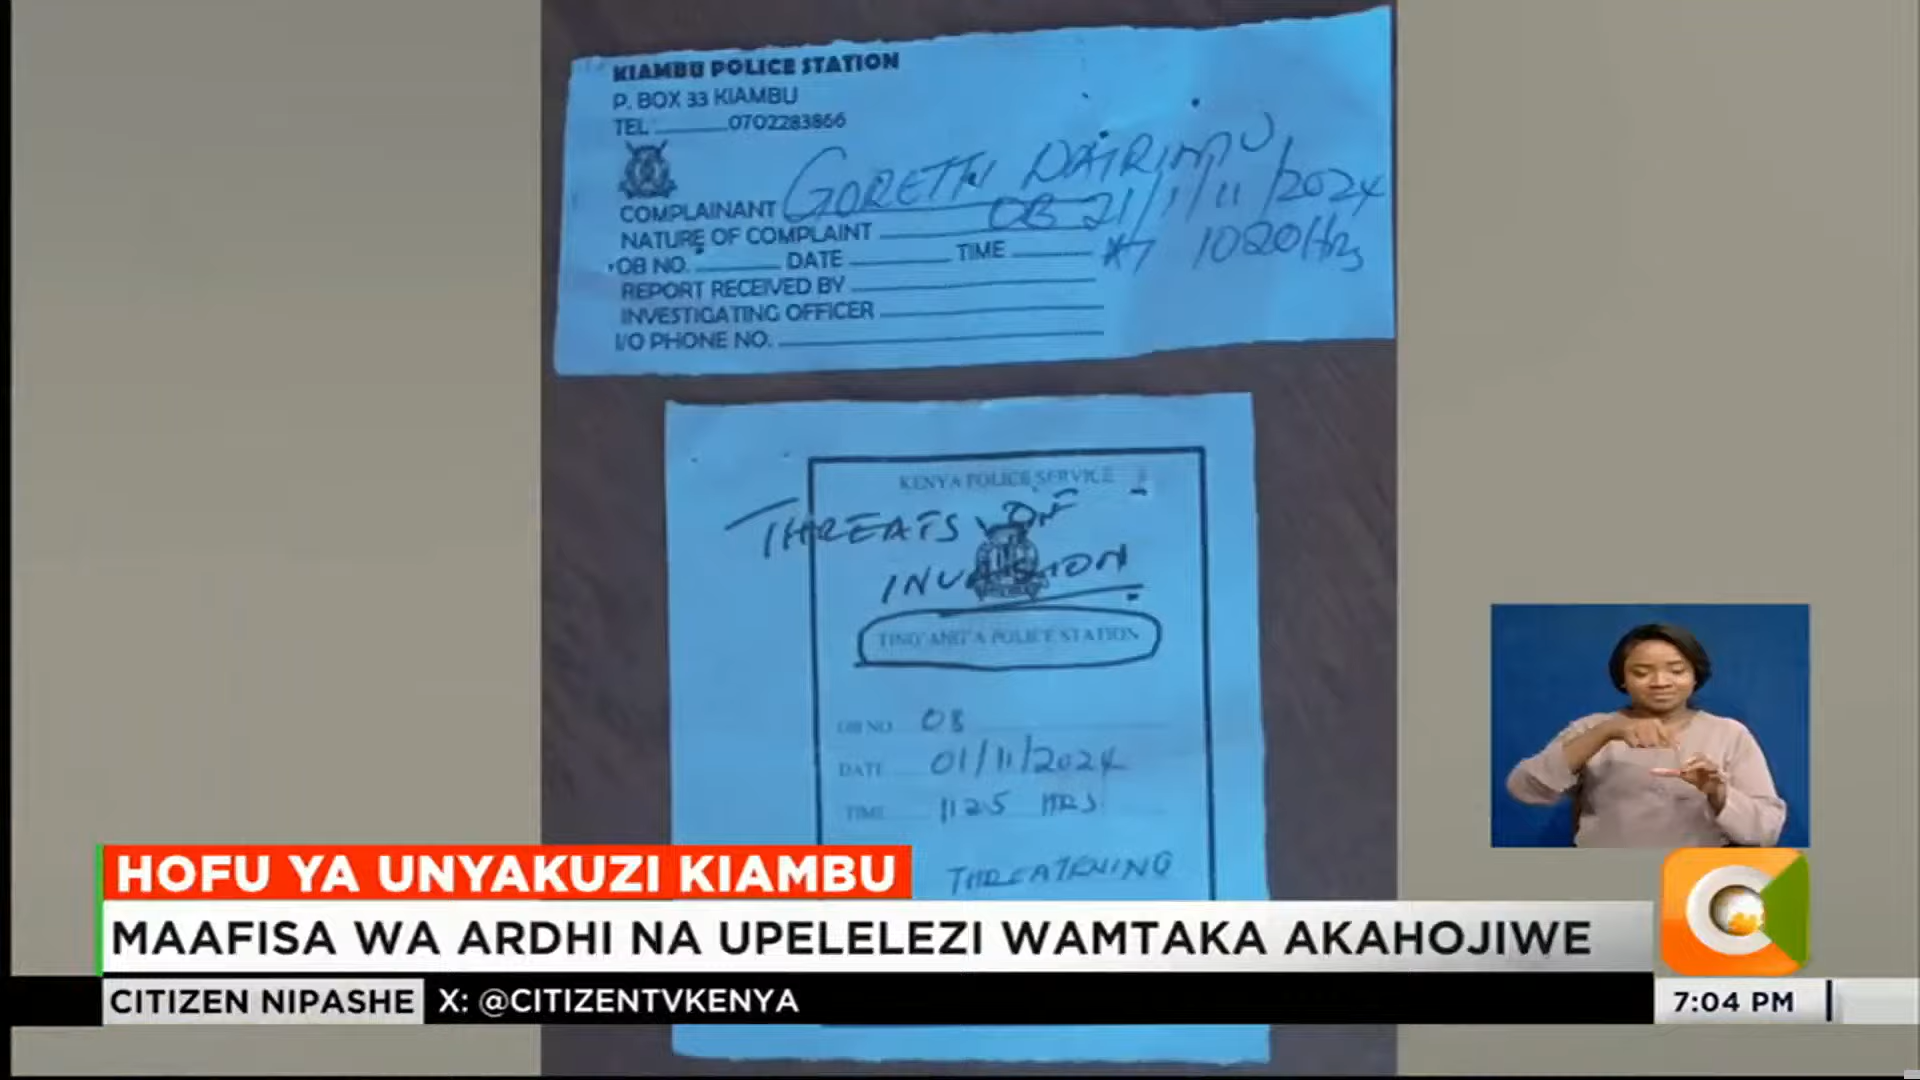 KIAMBU POLICE STATION
P. BOX 33 KIAMBU
TEL 0702283866
COMPLAINANT GORETTI
NATURE OF COMPLAINT OB 21/1/11/2024
OB NO. DATE TIME AT 1020Hrs
REPORT RECEIVED BY
INVESTIGATING OFFICER
I/O PHONE NO.
KENYA POLICE SERVICE
THREATS OF
INVASION
TING'ANG'A POLICE STATION
OB NO 08
DATE 01/11/2024
TIME 1125 HRS
THREATENING
HOFU YA UNYAKUZI KIAMBU
MAAFISA WA ARDHI NA UPELELEZI WAMTAKA AKAHOJIWE
CITIZEN NIPASHE X: @CITIZENTVKENYA
7:04 PM